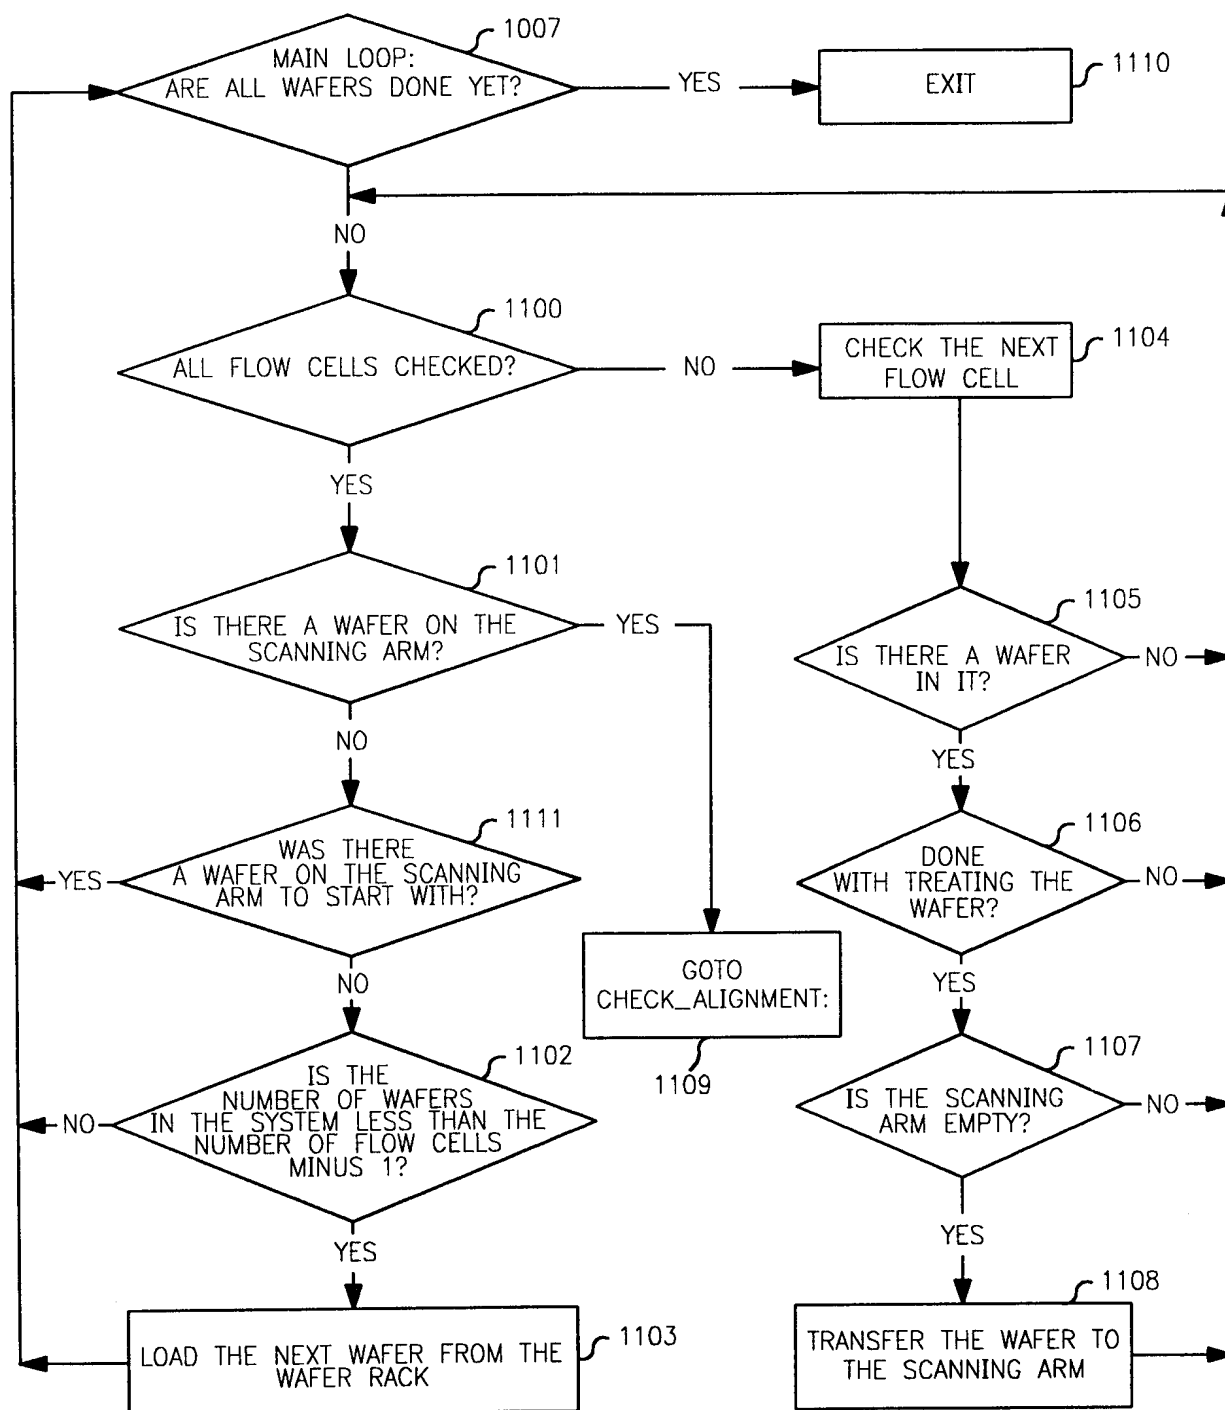 1007
MAIN LOOP:
ARE ALL WAFERS DONE YET?
YES
EXIT
1110
NO
1100
ALL FLOW CELLS CHECKED?
NO
CHECK THE NEXT
FLOW CELL
1104
YES
1101
IS THERE A WAFER ON THE
SCANNING ARM?
YES
1105
IS THERE A WAFER
IN IT?
NO
NO
YES
1111
WAS THERE
A WAFER ON THE SCANNING
ARM TO START WITH?
YES
1106
DONE
WITH TREATING THE
WAFER?
NO
GOTO
CHECK_ALIGNMENT:
1109
NO
YES
1102
IS THE
NUMBER OF WAFERS
IN THE SYSTEM LESS THAN THE
NUMBER OF FLOW CELLS
MINUS 1?
NO
1107
IS THE SCANNING
ARM EMPTY?
NO
YES
YES
1103
LOAD THE NEXT WAFER FROM THE
WAFER RACK
1108
TRANSFER THE WAFER TO
THE SCANNING ARM